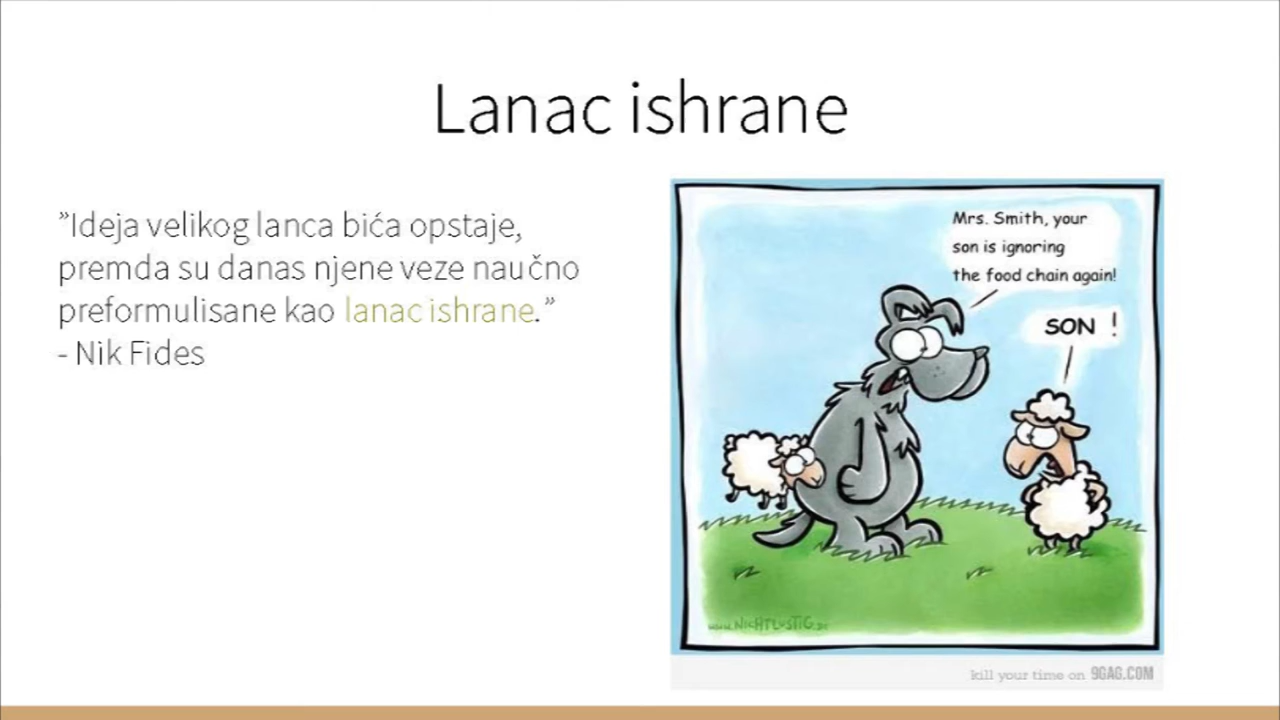 Lanac ishrane
”Ideja velikog lanca bića opstaje,
premda su danas njene veze naučno
preformulisane kao lanac ishrane.”
- Nik Fides
Mrs. Smith, your
son is ignoring
the food chain again!
SON !
www.NICHTLUSTIG.de
kill your time on 9GAG.COM